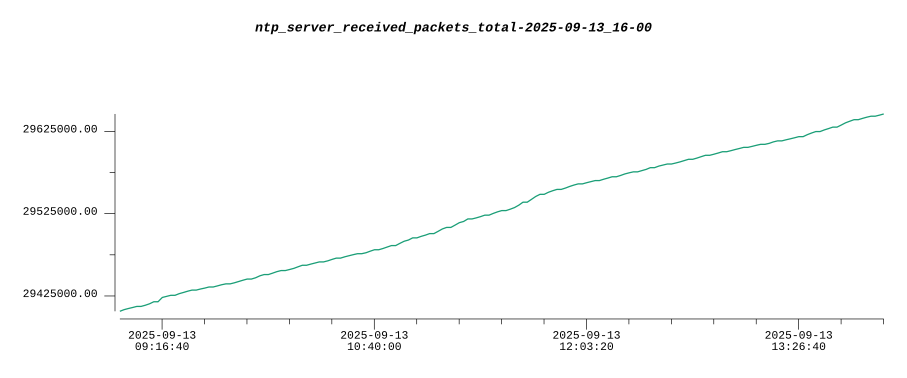 ntp_server_received_packets_total-2025-09-13_16-00
29625000.00
29525000.00
29425000.00
2025-09-13 2025-09-13 2025-09-13 2025-09-13
09:16:40 10:40:00 12:03:20 13:26:40